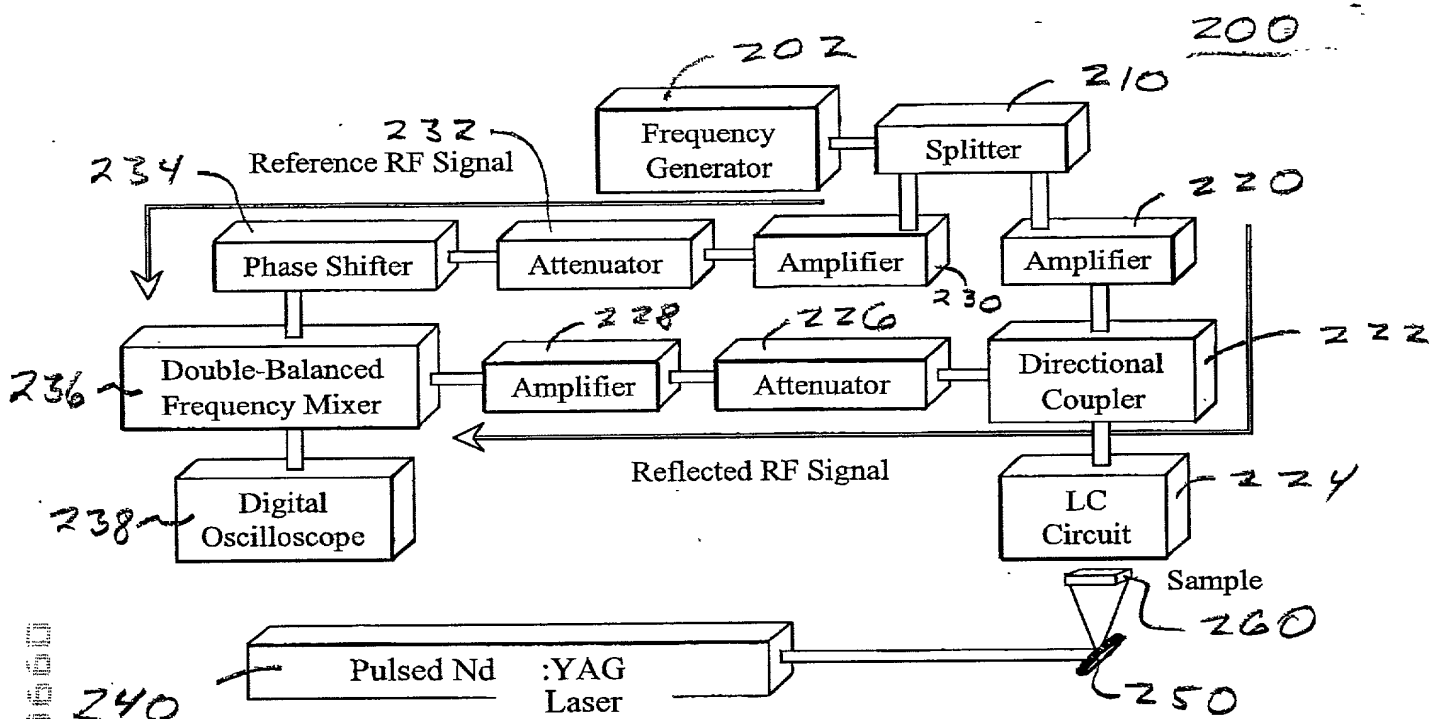 200
202
210
Frequency
Generator
Splitter
232
Reference RF Signal
234
220
Phase Shifter
Attenuator
Amplifier
230
Amplifier
228
226
222
236
Double-Balanced
Frequency Mixer
Amplifier
Attenuator
Directional
Coupler
Reflected RF Signal
238
Digital
Oscilloscope
LC
Circuit
224
Sample
260
Pulsed Nd :YAG
Laser
240
250